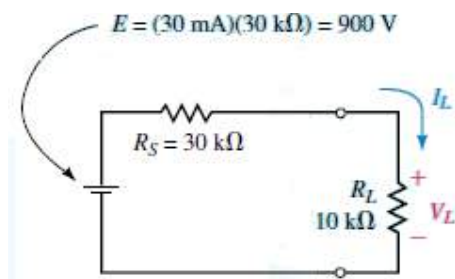 E = (30 mA)(30 kΩ) = 900 V
I_L
R_S = 30 kΩ
+
R_L
10 kΩ
V_L
−